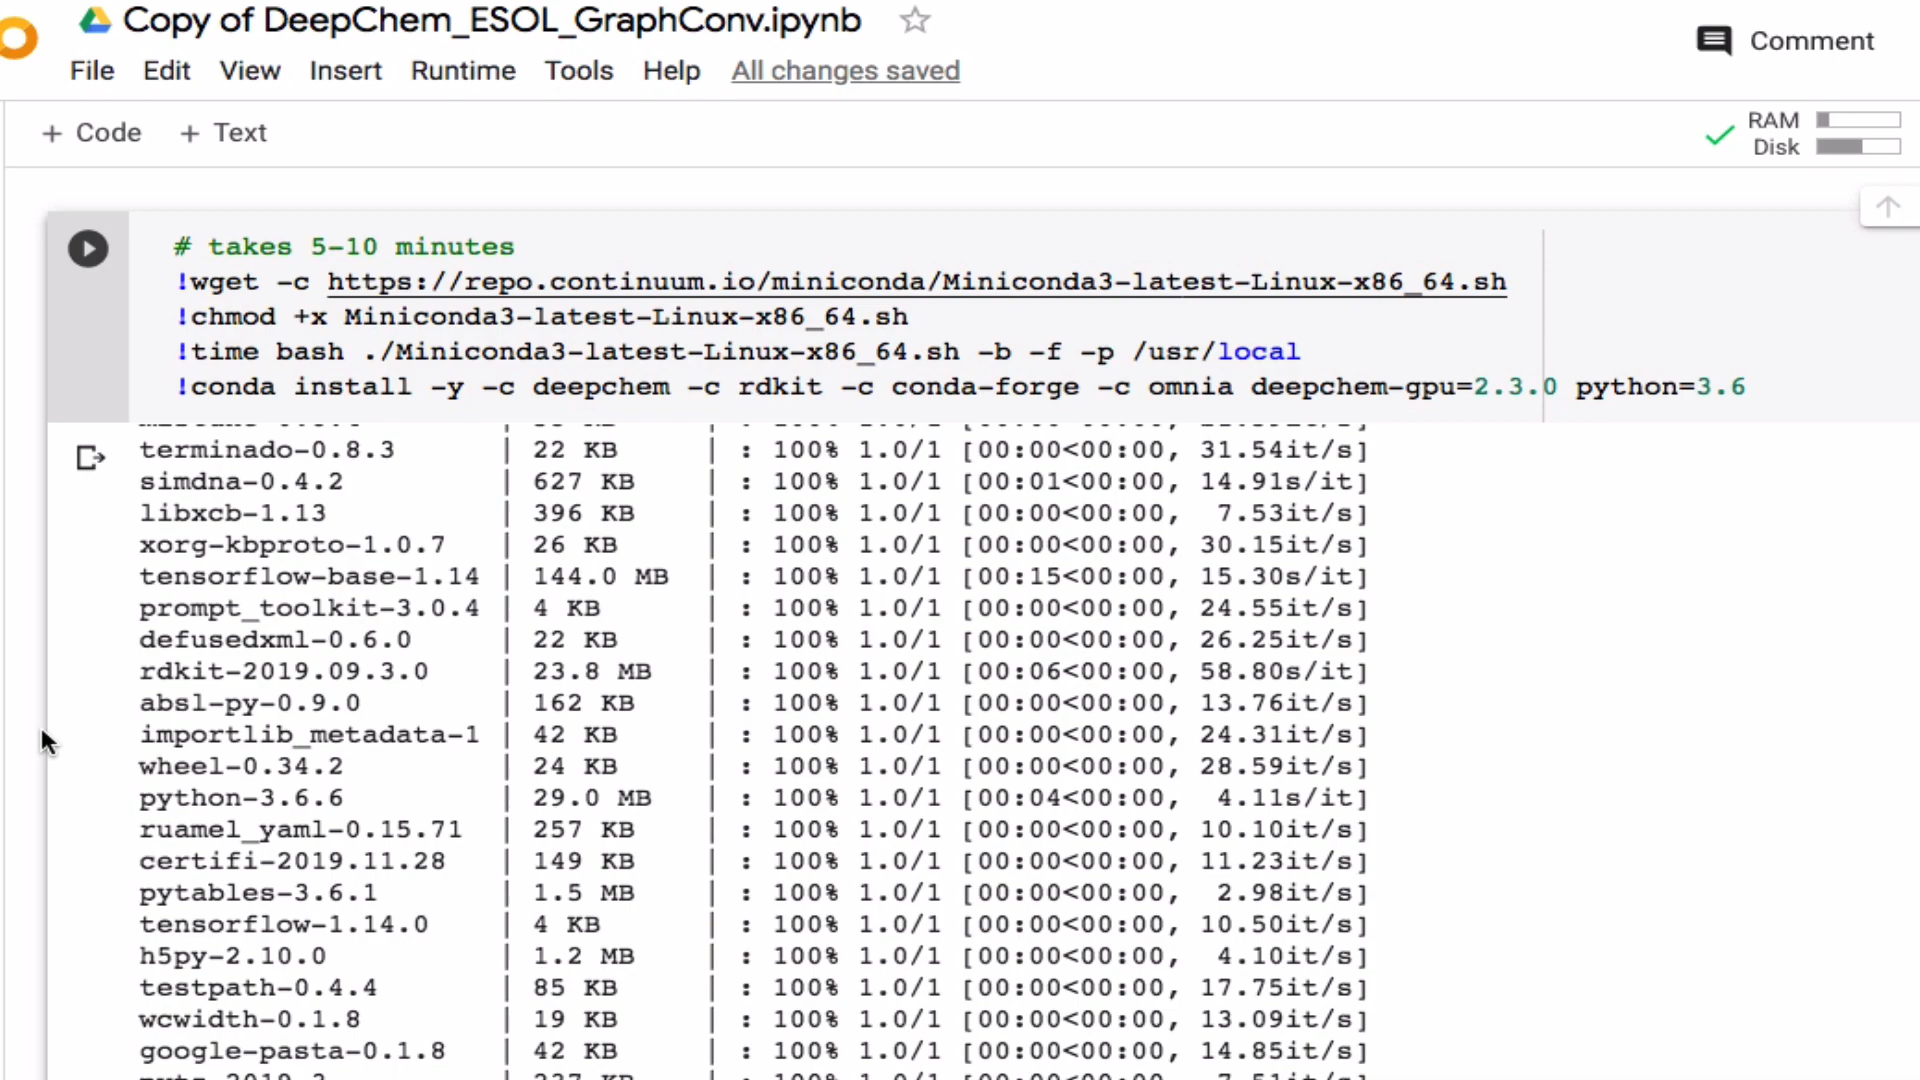 Copy of DeepChem_ESOL_GraphConv.ipynb
Comment
File Edit View Insert Runtime Tools Help All changes saved
+ Code + Text
RAM
Disk
# takes 5-10 minutes
!wget -c https://repo.continuum.io/miniconda/Miniconda3-latest-Linux-x86_64.sh
!chmod +x Miniconda3-latest-Linux-x86_64.sh
!time bash ./Miniconda3-latest-Linux-x86_64.sh -b -f -p /usr/local
!conda install -y -c deepchem -c rdkit -c conda-forge -c omnia deepchem-gpu=2.3.0 python=3.6
terminado-0.8.3 | 22 KB | : 100% 1.0/1 [00:00<00:00, 31.54it/s]
simdna-0.4.2 | 627 KB | : 100% 1.0/1 [00:01<00:00, 14.91s/it]
libxcb-1.13 | 396 KB | : 100% 1.0/1 [00:00<00:00, 7.53it/s]
xorg-kbproto-1.0.7 | 26 KB | : 100% 1.0/1 [00:00<00:00, 30.15it/s]
tensorflow-base-1.14 | 144.0 MB | : 100% 1.0/1 [00:15<00:00, 15.30s/it]
prompt_toolkit-3.0.4 | 4 KB | : 100% 1.0/1 [00:00<00:00, 24.55it/s]
defusedxml-0.6.0 | 22 KB | : 100% 1.0/1 [00:00<00:00, 26.25it/s]
rdkit-2019.09.3.0 | 23.8 MB | : 100% 1.0/1 [00:06<00:00, 58.80s/it]
absl-py-0.9.0 | 162 KB | : 100% 1.0/1 [00:00<00:00, 13.76it/s]
importlib_metadata-1 | 42 KB | : 100% 1.0/1 [00:00<00:00, 24.31it/s]
wheel-0.34.2 | 24 KB | : 100% 1.0/1 [00:00<00:00, 28.59it/s]
python-3.6.6 | 29.0 MB | : 100% 1.0/1 [00:04<00:00, 4.11s/it]
ruamel_yaml-0.15.71 | 257 KB | : 100% 1.0/1 [00:00<00:00, 10.10it/s]
certifi-2019.11.28 | 149 KB | : 100% 1.0/1 [00:00<00:00, 11.23it/s]
pytables-3.6.1 | 1.5 MB | : 100% 1.0/1 [00:00<00:00, 2.98it/s]
tensorflow-1.14.0 | 4 KB | : 100% 1.0/1 [00:00<00:00, 10.50it/s]
h5py-2.10.0 | 1.2 MB | : 100% 1.0/1 [00:00<00:00, 4.10it/s]
testpath-0.4.4 | 85 KB | : 100% 1.0/1 [00:00<00:00, 17.75it/s]
wcwidth-0.1.8 | 19 KB | : 100% 1.0/1 [00:00<00:00, 13.09it/s]
google-pasta-0.1.8 | 42 KB | : 100% 1.0/1 [00:00<00:00, 14.85it/s]